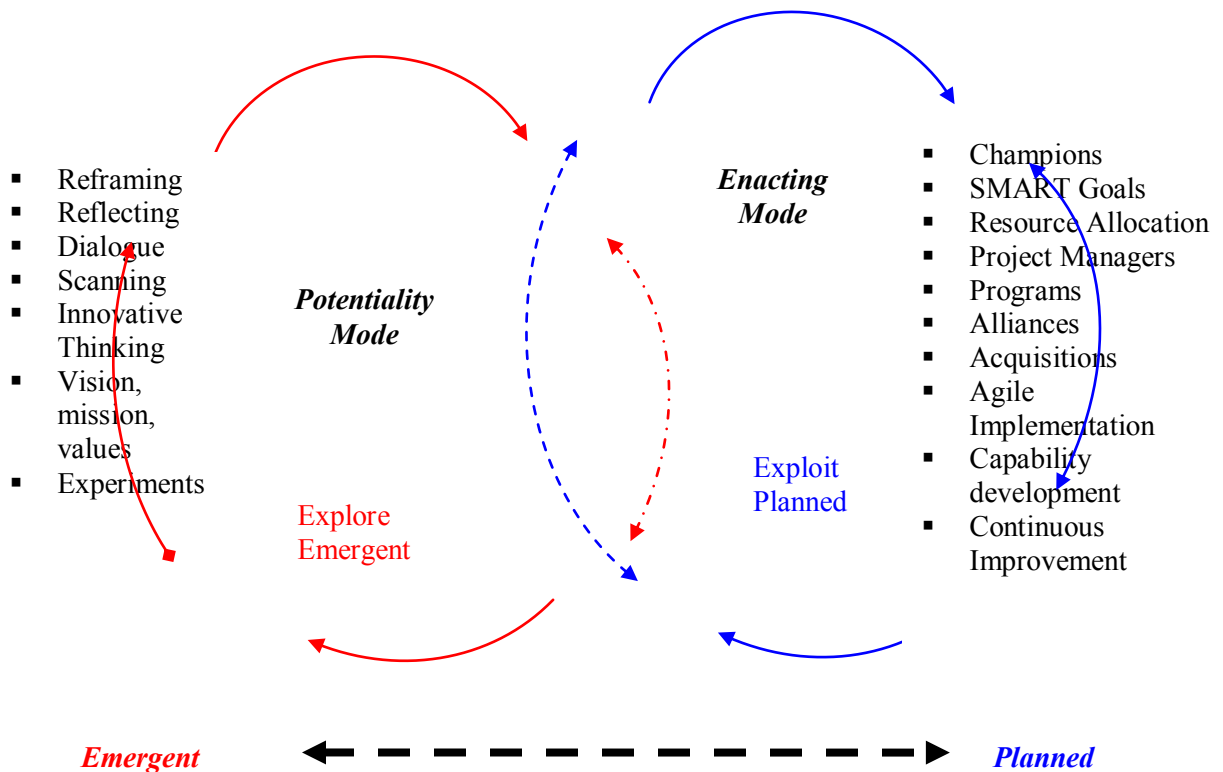 ▪ Reframing
▪ Reflecting
▪ Dialogue
▪ Scanning
▪ Innovative
Thinking
▪ Vision,
mission,
values
▪ Experiments
Potentiality
Mode
Explore
Emergent
Enacting
Mode
Exploit
Planned
▪ Champions
▪ SMART Goals
▪ Resource Allocation
▪ Project Managers
▪ Programs
▪ Alliances
▪ Acquisitions
▪ Agile
Implementation
▪ Capability
development
▪ Continuous
Improvement
Emergent
Planned